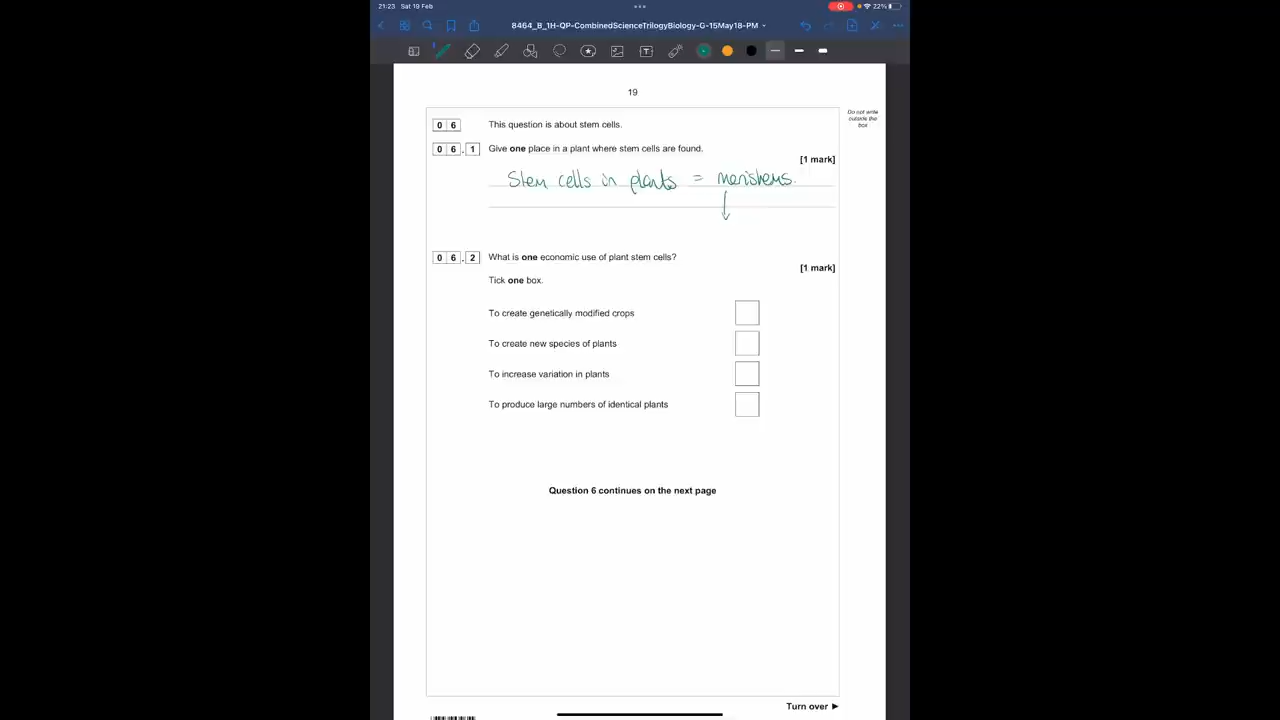 21:23 Sat 19 Feb
22%
8464_B_1H-QP-CombinedScienceTrilogyBiology-G-15May18-PM
19
Do not write
outside the
box
0 6 This question is about stem cells.
0 6 . 1 Give one place in a plant where stem cells are found.
[1 mark]
Stem cells in plants = meristems.
0 6 . 2 What is one economic use of plant stem cells?
[1 mark]
Tick one box.
To create genetically modified crops
To create new species of plants
To increase variation in plants
To produce large numbers of identical plants
Question 6 continues on the next page
Turn over ►